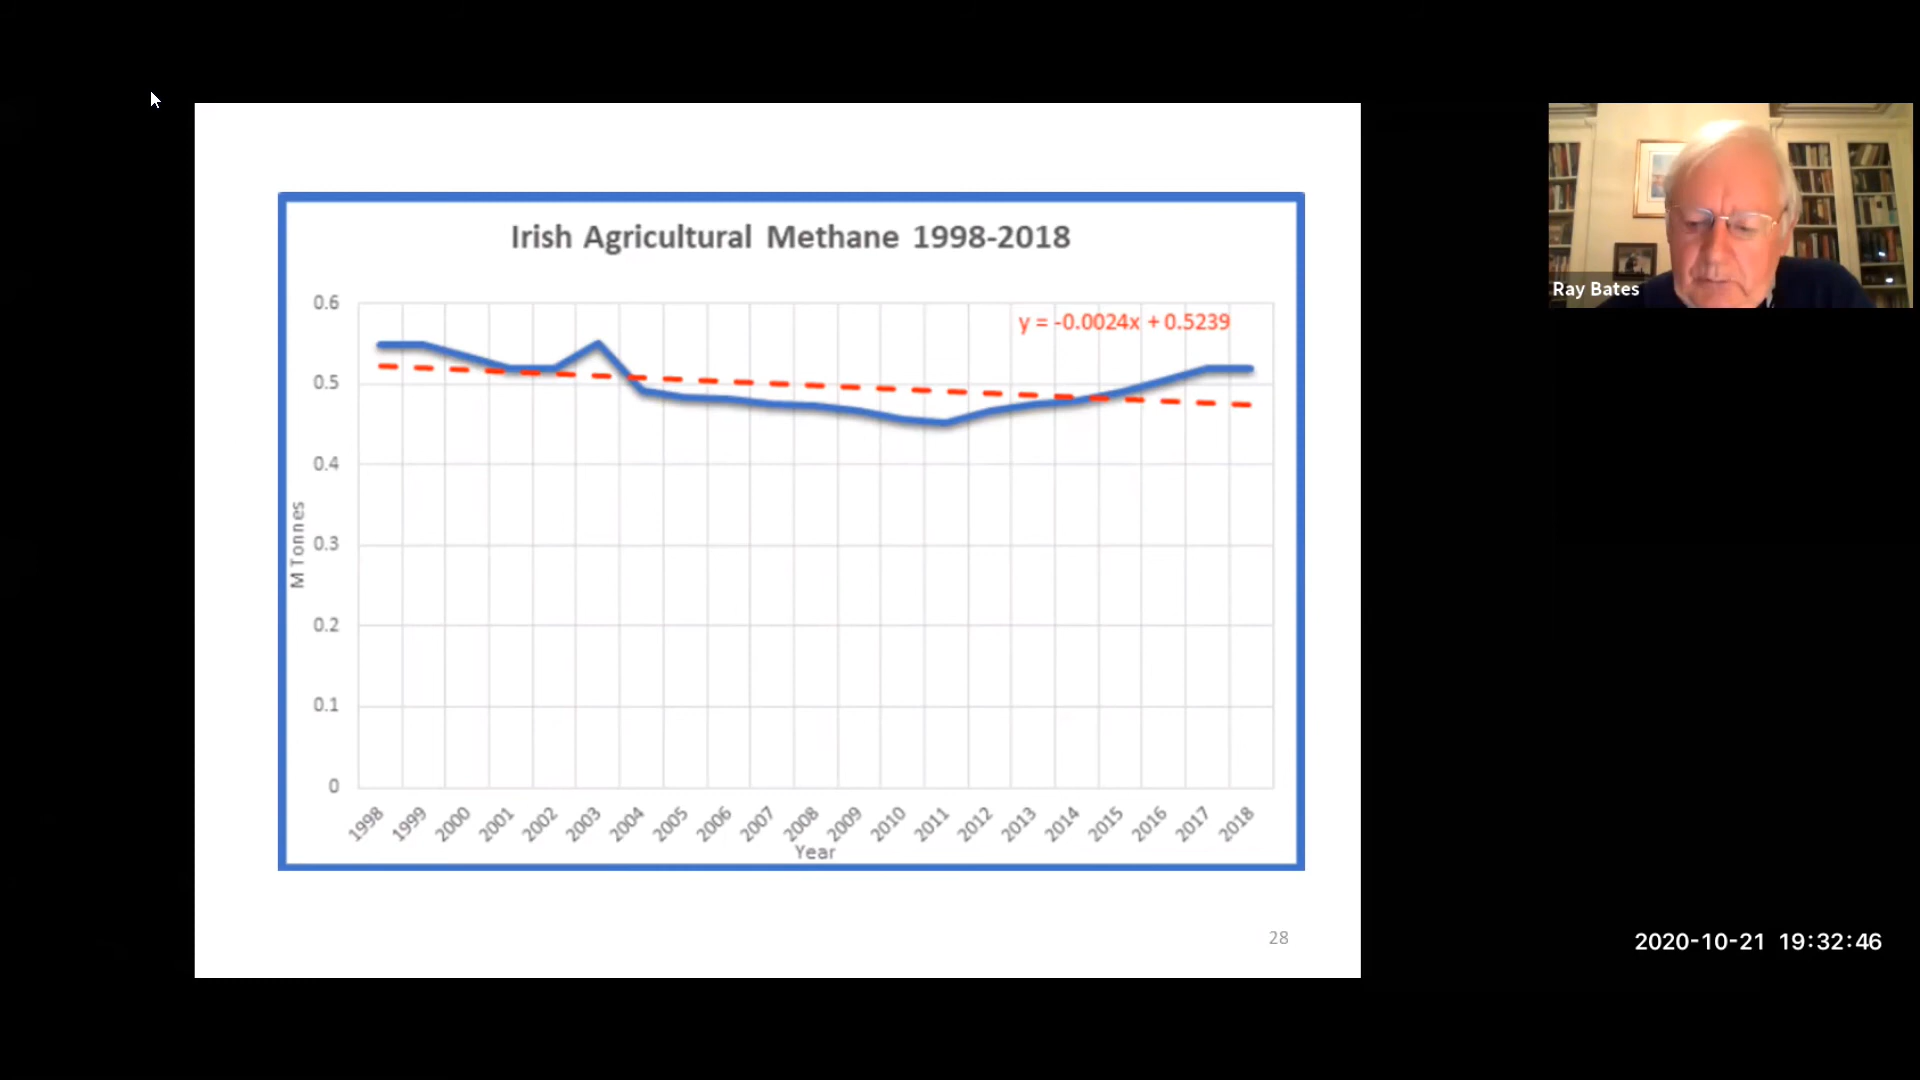 Irish Agricultural Methane 1998-2018
y = -0.0024x + 0.5239
0.6
0.5
0.4
0.3
0.2
0.1
0
M Tonnes
1998 1999 2000 2001 2002 2003 2004 2005 2006 2007 2008 2009 2010 2011 2012 2013 2014 2015 2016 2017 2018
Year
28
Ray Bates
2020-10-21 19:32:46